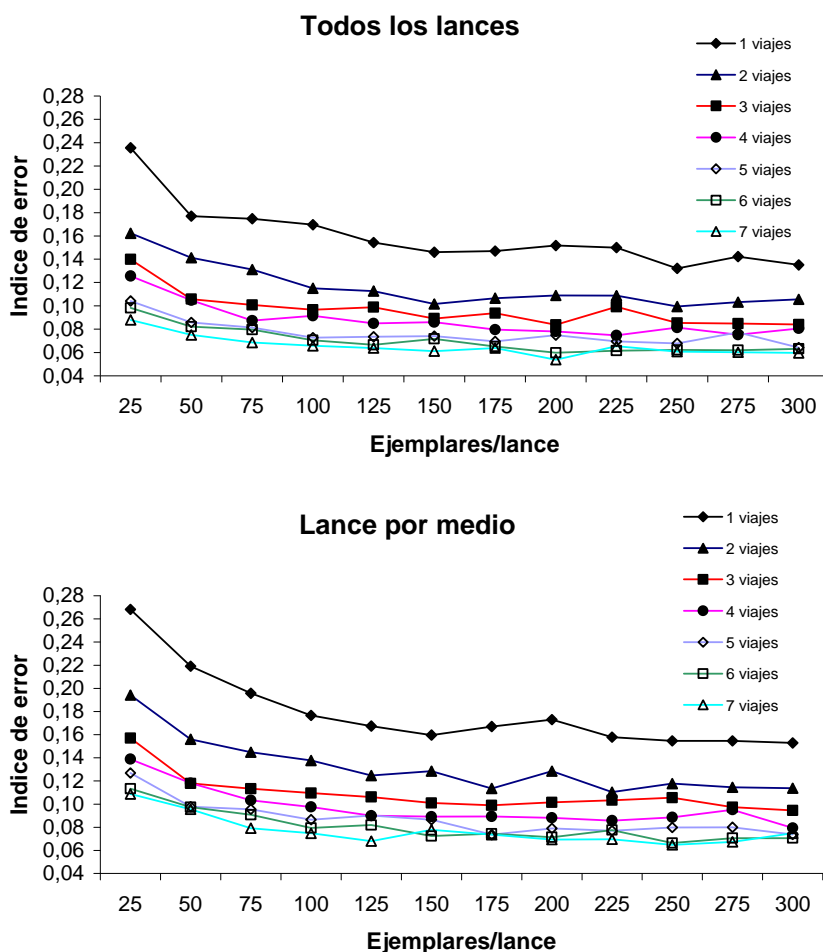 Todos los lances
1 viajes
2 viajes
3 viajes
4 viajes
5 viajes
6 viajes
7 viajes
Indice de error
0,28
0,26
0,24
0,22
0,20
0,18
0,16
0,14
0,12
0,10
0,08
0,06
0,04
25 50 75 100 125 150 175 200 225 250 275 300
Ejemplares/lance
Lance por medio
1 viajes
2 viajes
3 viajes
4 viajes
5 viajes
6 viajes
7 viajes
Indice de error
0,28
0,26
0,24
0,22
0,20
0,18
0,16
0,14
0,12
0,10
0,08
0,06
0,04
25 50 75 100 125 150 175 200 225 250 275 300
Ejemplares/lance